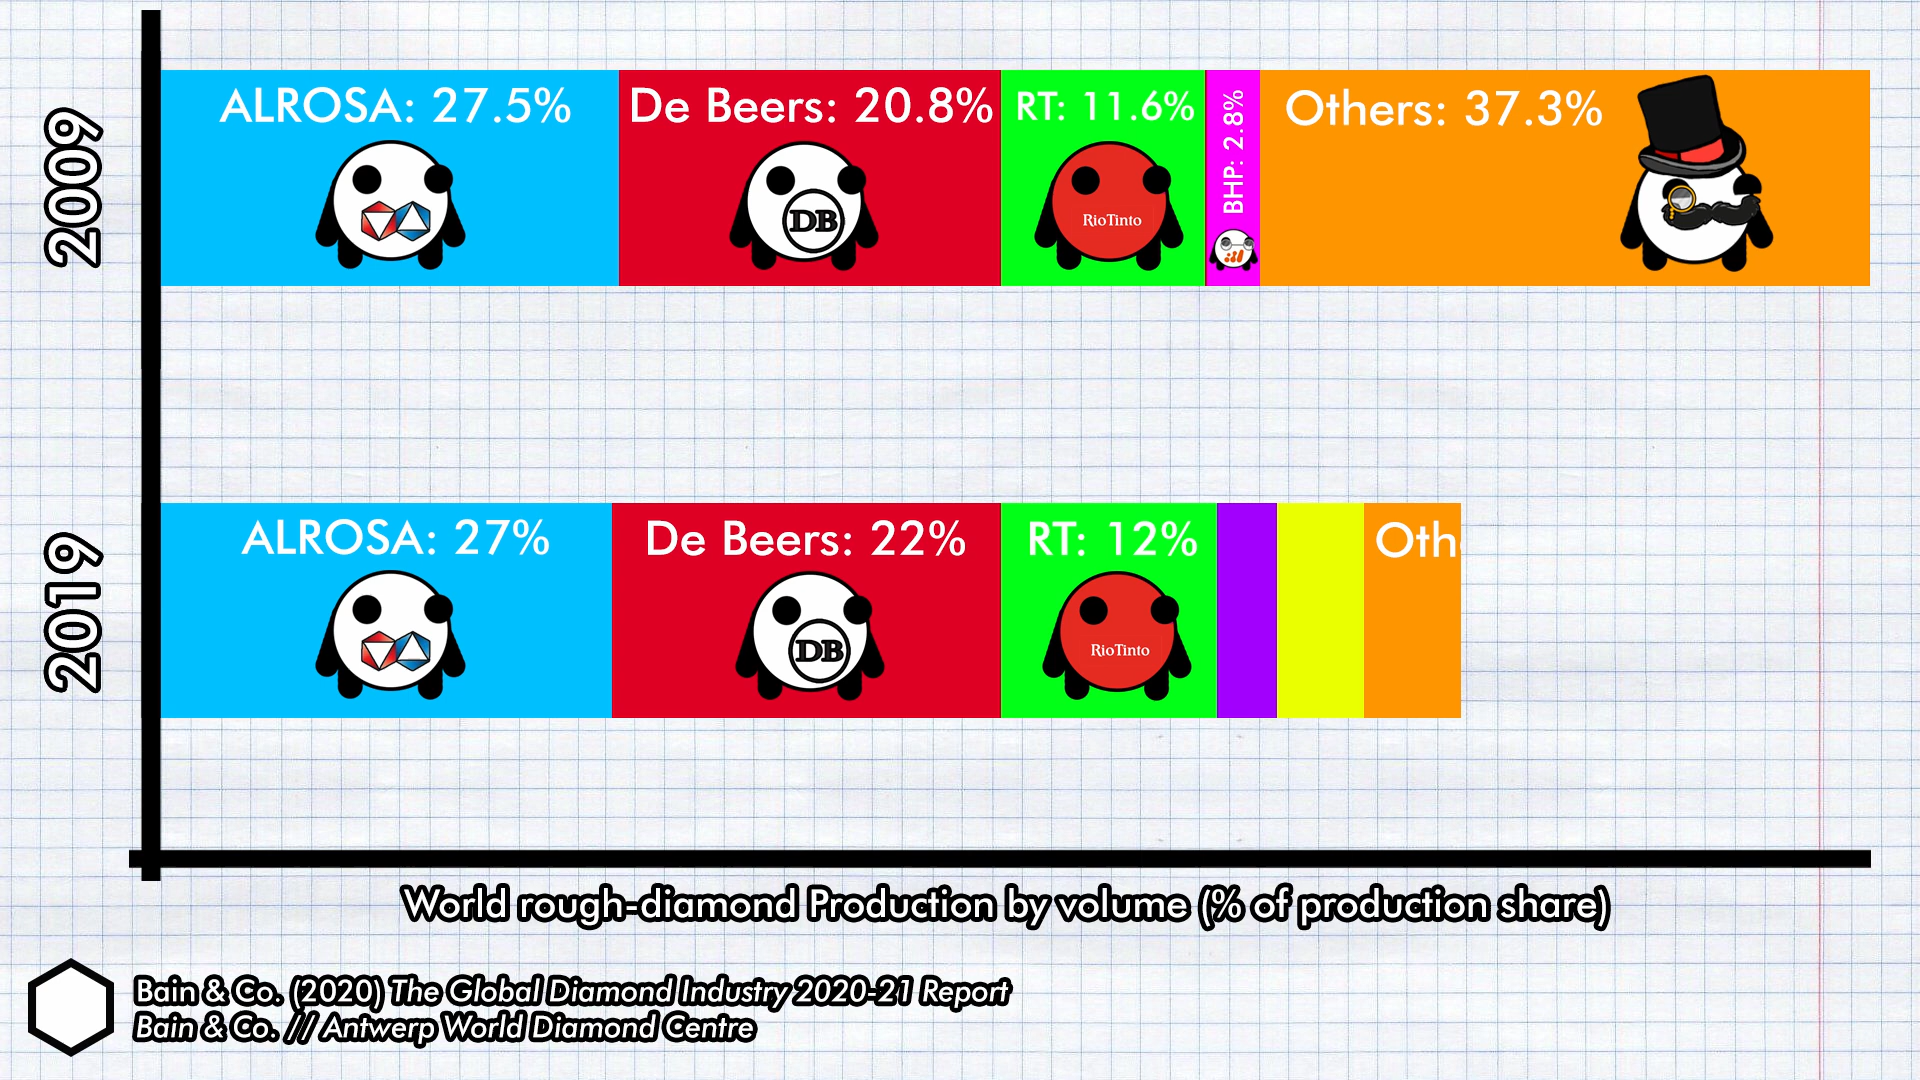 2009
ALROSA: 27.5%
De Beers: 20.8%
DB
RT: 11.6%
RioTinto
BHP: 2.8%
Others: 37.3%
2019
ALROSA: 27%
De Beers: 22%
DB
RT: 12%
RioTinto
Oth
World rough-diamond Production by volume (% of production share)
Bain & Co. (2020) The Global Diamond Industry 2020-21 Report
Bain & Co. // Antwerp World Diamond Centre